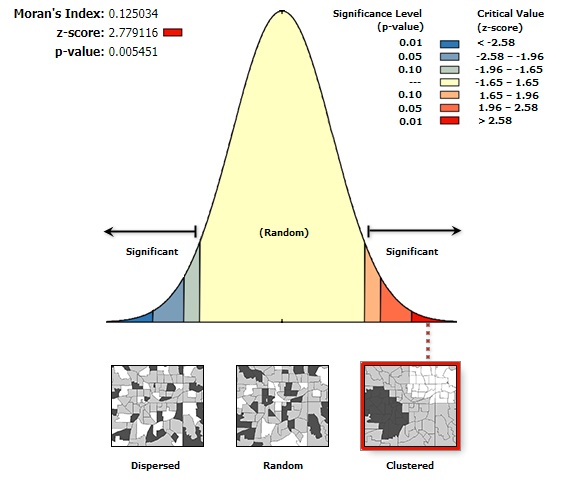 Moran's Index: 0.125034
z-score: 2.779116
p-value: 0.005451
Significance Level
(p-value)
Critical Value
(z-score)
0.01 < -2.58
0.05 -2.58 – -1.96
0.10 -1.96 – -1.65
--- -1.65 – 1.65
0.10 1.65 – 1.96
0.05 1.96 – 2.58
0.01 > 2.58
(Random)
Significant
Significant
Dispersed
Random
Clustered